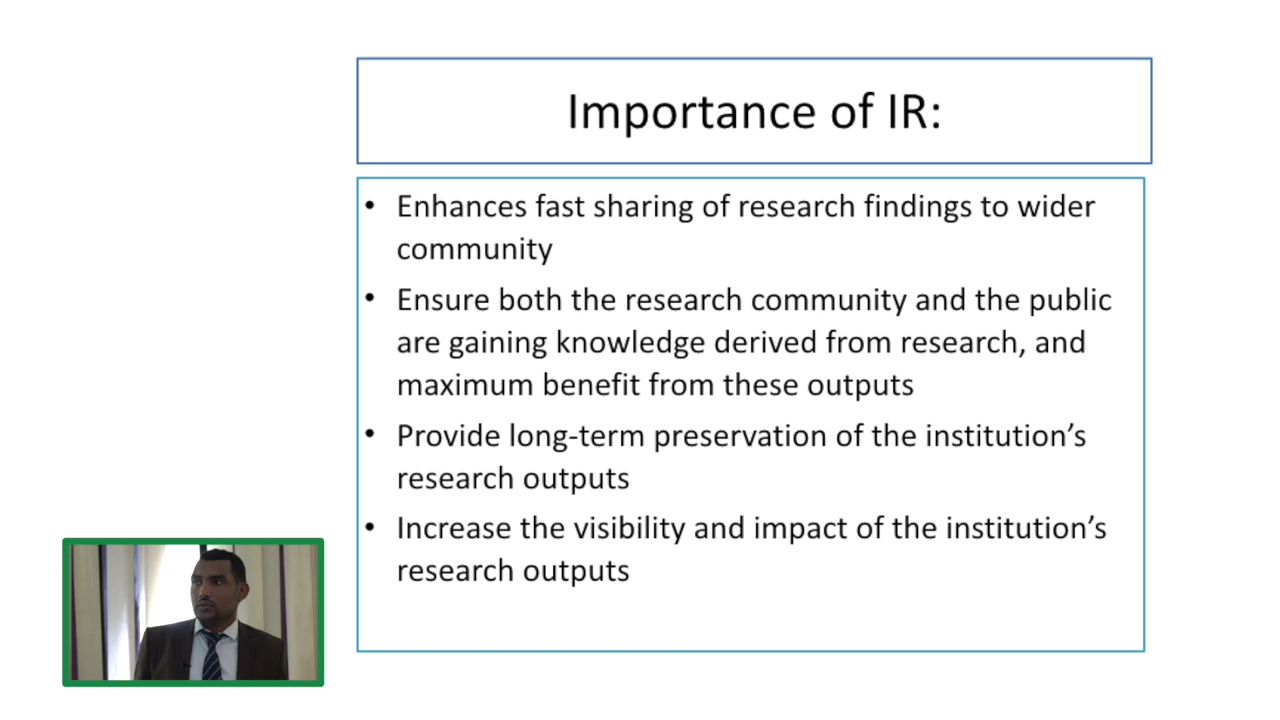 Importance of IR:
• Enhances fast sharing of research findings to wider
community
• Ensure both the research community and the public
are gaining knowledge derived from research, and
maximum benefit from these outputs
• Provide long-term preservation of the institution’s
research outputs
• Increase the visibility and impact of the institution’s
research outputs